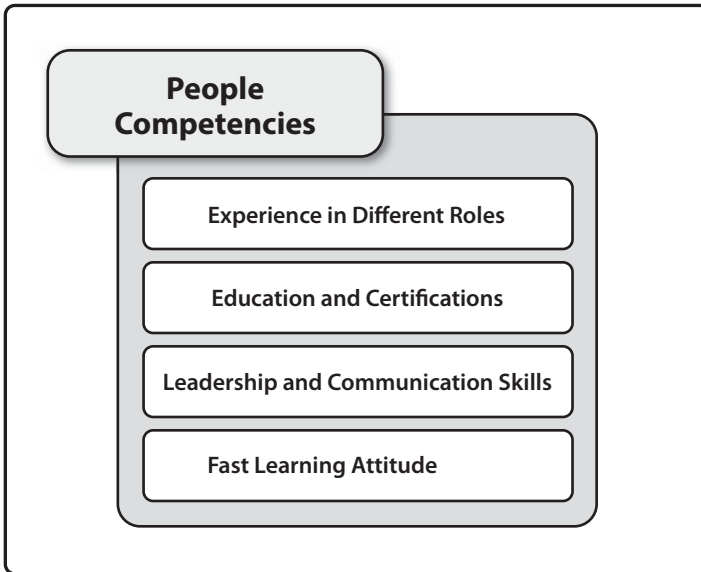 People
Competencies
Experience in Different Roles
Education and Certifications
Leadership and Communication Skills
Fast Learning Attitude